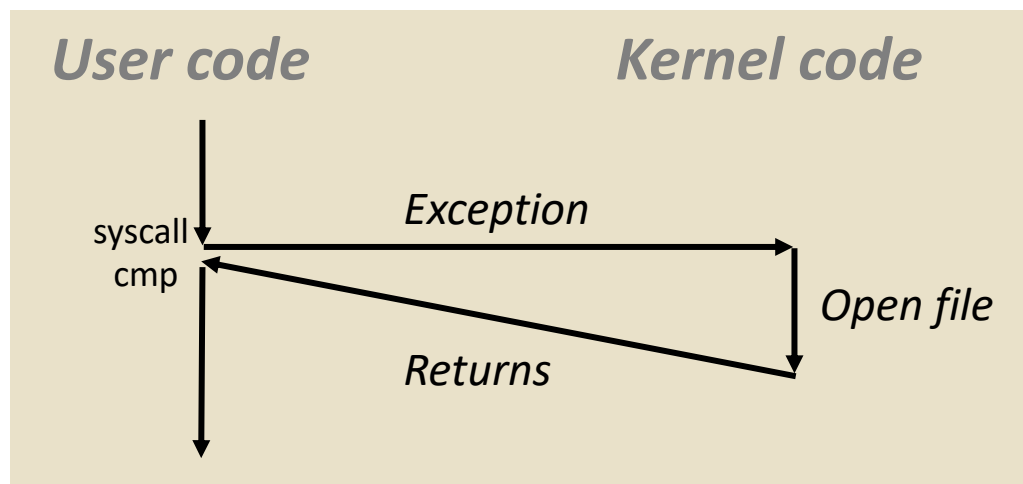 User code
Kernel code
Exception
syscall
cmp
Open file
Returns